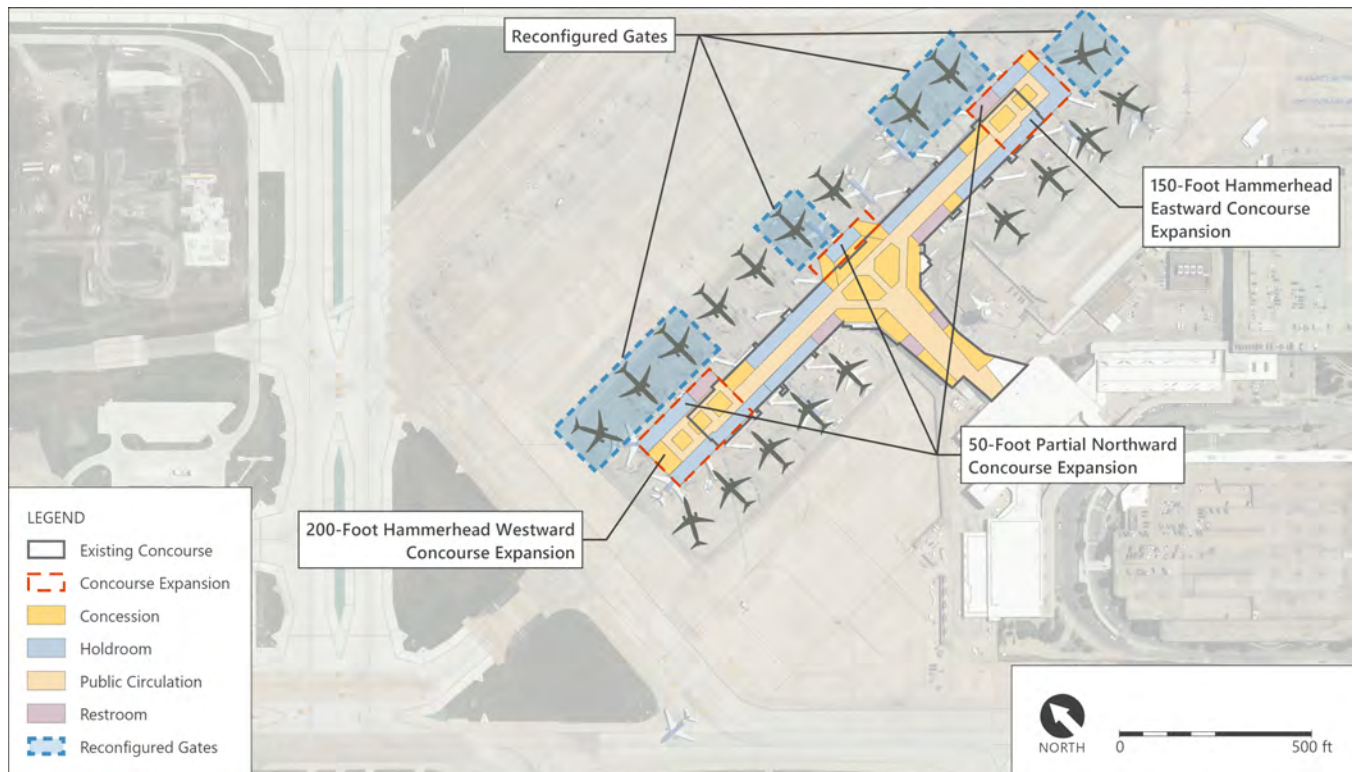 Reconfigured Gates
150-Foot Hammerhead
Eastward Concourse
Expansion
50-Foot Partial Northward
Concourse Expansion
200-Foot Hammerhead Westward
Concourse Expansion
LEGEND
Existing Concourse
Concourse Expansion
Concession
Holdroom
Public Circulation
Restroom
Reconfigured Gates
NORTH
0 500 ft